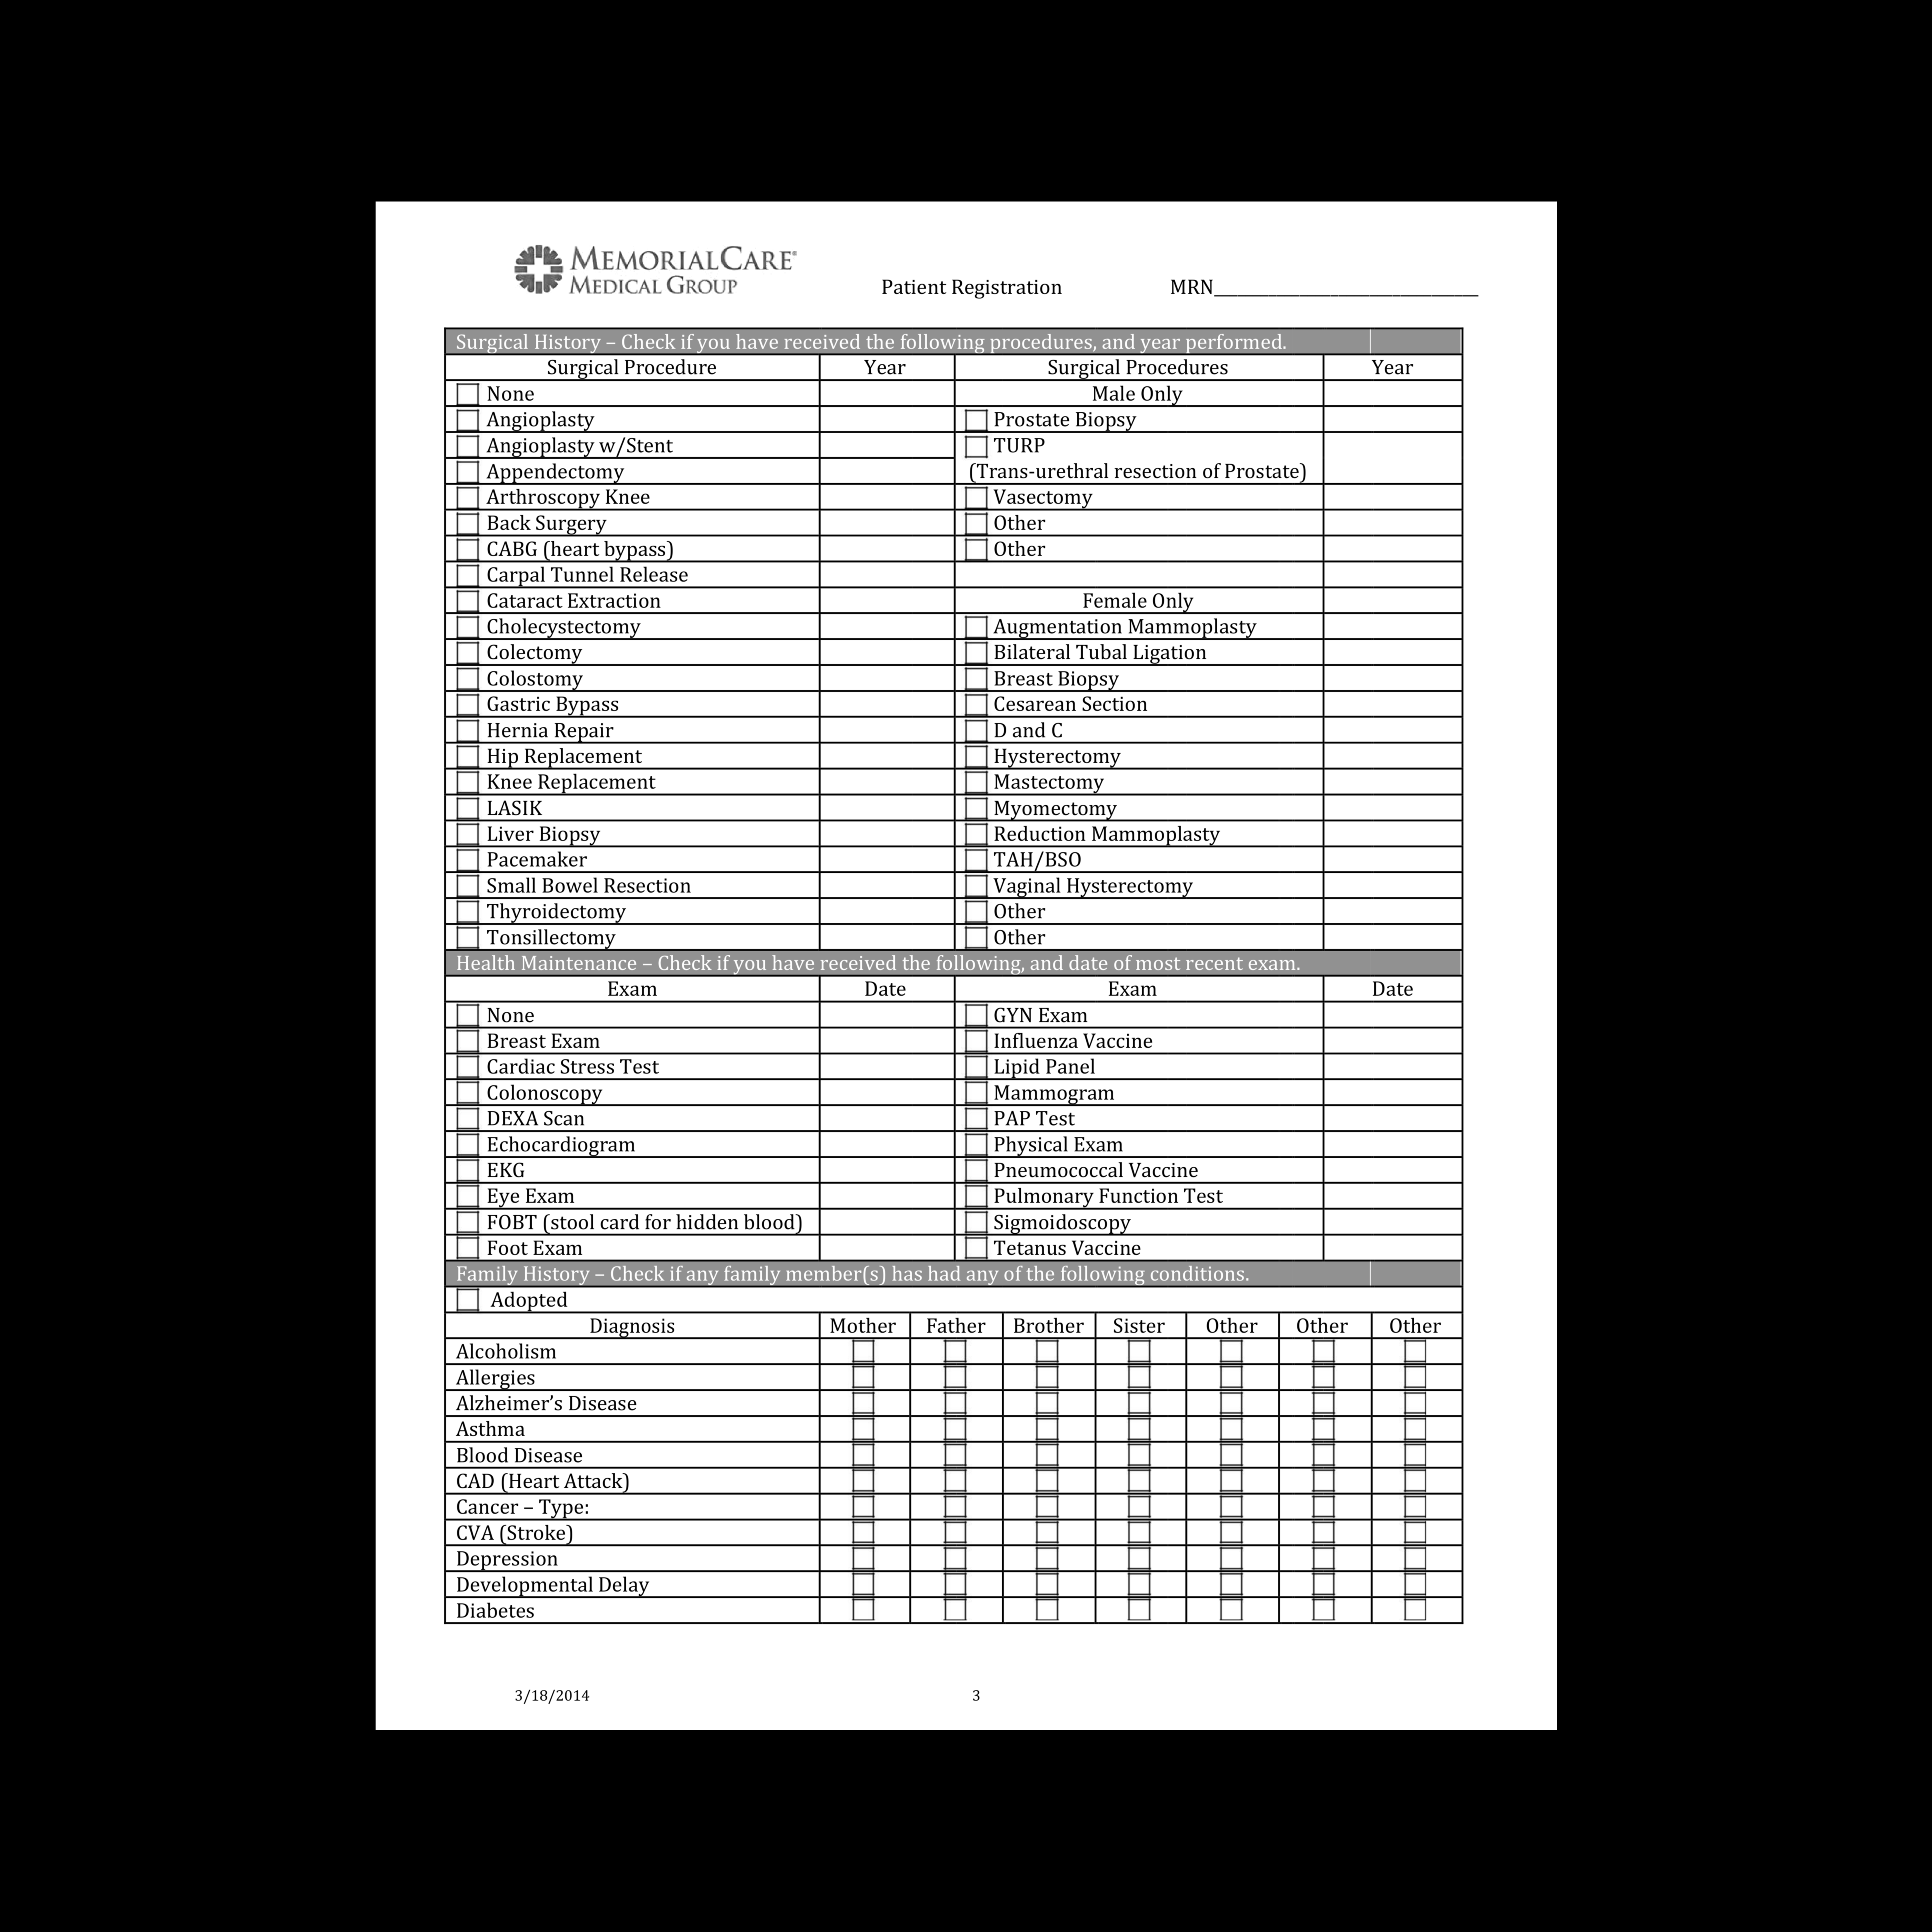 MEMORIALCARE®
MEDICAL GROUP
Patient Registration MRN________________________
Surgical History – Check if you have received the following procedures, and year performed.
Surgical Procedure Year Surgical Procedures Year
None Male Only
Angioplasty Prostate Biopsy
Angioplasty w/Stent TURP
Appendectomy (Trans-urethral resection of Prostate)
Arthroscopy Knee Vasectomy
Back Surgery Other
CABG (heart bypass) Other
Carpal Tunnel Release
Cataract Extraction Female Only
Cholecystectomy Augmentation Mammoplasty
Colectomy Bilateral Tubal Ligation
Colostomy Breast Biopsy
Gastric Bypass Cesarean Section
Hernia Repair D and C
Hip Replacement Hysterectomy
Knee Replacement Mastectomy
LASIK Myomectomy
Liver Biopsy Reduction Mammoplasty
Pacemaker TAH/BSO
Small Bowel Resection Vaginal Hysterectomy
Thyroidectomy Other
Tonsillectomy Other
Health Maintenance – Check if you have received the following, and date of most recent exam.
Exam Date Exam Date
None GYN Exam
Breast Exam Influenza Vaccine
Cardiac Stress Test Lipid Panel
Colonoscopy Mammogram
DEXA Scan PAP Test
Echocardiogram Physical Exam
EKG Pneumococcal Vaccine
Eye Exam Pulmonary Function Test
FOBT (stool card for hidden blood) Sigmoidoscopy
Foot Exam Tetanus Vaccine
Family History – Check if any family member(s) has had any of the following conditions.
Adopted
Diagnosis Mother Father Brother Sister Other Other Other
Alcoholism
Allergies
Alzheimer’s Disease
Asthma
Blood Disease
CAD (Heart Attack)
Cancer – Type:
CVA (Stroke)
Depression
Developmental Delay
Diabetes
3/18/2014 3